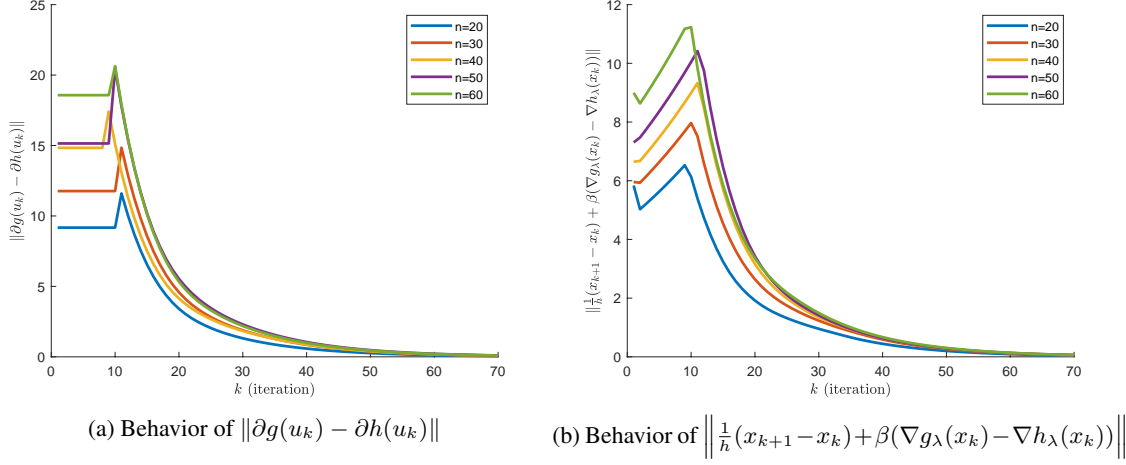 25
20
15
10
5
0
‖∂g(u_k) − ∂h(u_k)‖
n=20
n=30
n=40
n=50
n=60
0 10 20 30 40 50 60 70
k (iteration)
12
10
8
6
4
2
0
‖1/h(x_{k+1} − x_k) + β(∇g_λ(x_k) − ∇h_λ(x_k))‖
n=20
n=30
n=40
n=50
n=60
0 10 20 30 40 50 60 70
k (iteration)
(a) Behavior of ‖∂g(u_k) − ∂h(u_k)‖
(b) Behavior of ‖1/h(x_{k+1}−x_k)+β(∇g_λ(x_k)−∇h_λ(x_k))‖